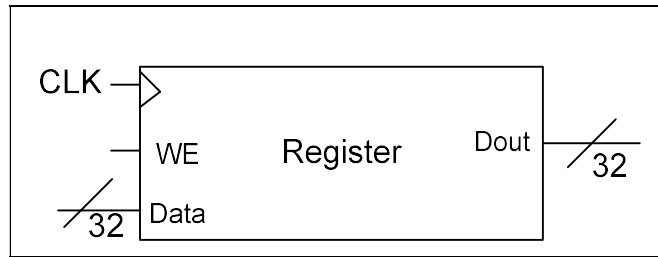 CLK
WE
Register
Dout
32
Data
32